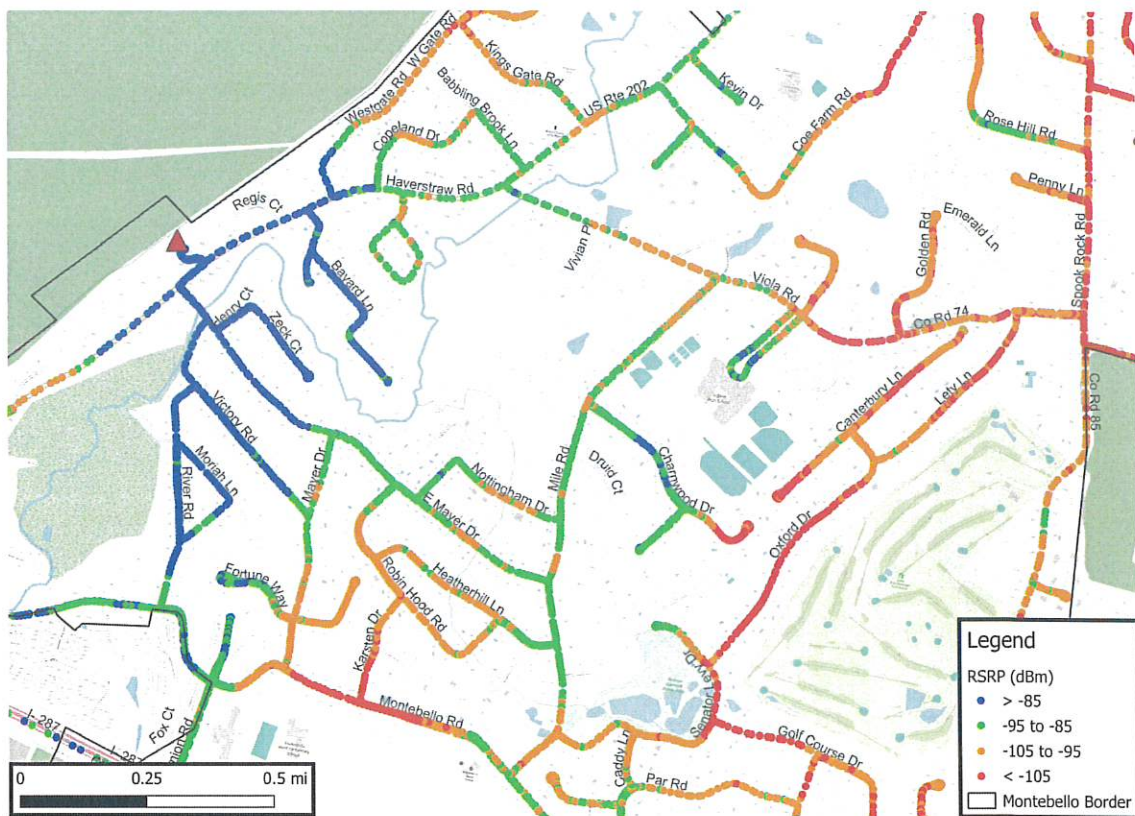 W Gate Rd
Westgate Rd
Kings Gate Rd
Babbling Brook Ln
Copeland Dr
US Rte 202
Kevin Dr
Coe Farm Rd
Rose Hill Rd
Penny Ln
Haverstraw Rd
Regis Ct
Emerald Ln
Golden Rd
Spook Rock Rd
Vivian Pl
Bayard Ln
Viola Rd
Henry Ct
Zeck Ct
Co Rd 74
Co Rd 85
Lely Ln
Canterbury Ln
Victory Rd
Moriah Ln
River Rd
Mayer Dr
Nottingham Dr
Mile Rd
Druid Ct
Charnwood Dr
E Mayer Dr
Oxford Dr
Fortune Way
Heatherhill Ln
Robin Hood Rd
Karsten Dr
Senator Levy Dr
Montebello Rd
Fox Ct
nion Rd
I-287
I-287
Caddy Ln
Golf Course Dr
Par Rd
0 0.25 0.5 mi
Legend
RSRP (dBm)
> -85
-95 to -85
-105 to -95
< -105
Montebello Border